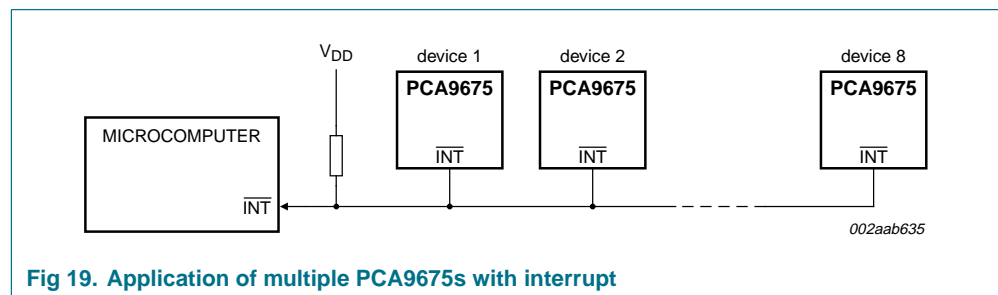 V_DD
device 1
device 2
device 8
PCA9675
PCA9675
PCA9675
MICROCOMPUTER
INT
INT
INT
INT
002aab635
Fig 19. Application of multiple PCA9675s with interrupt